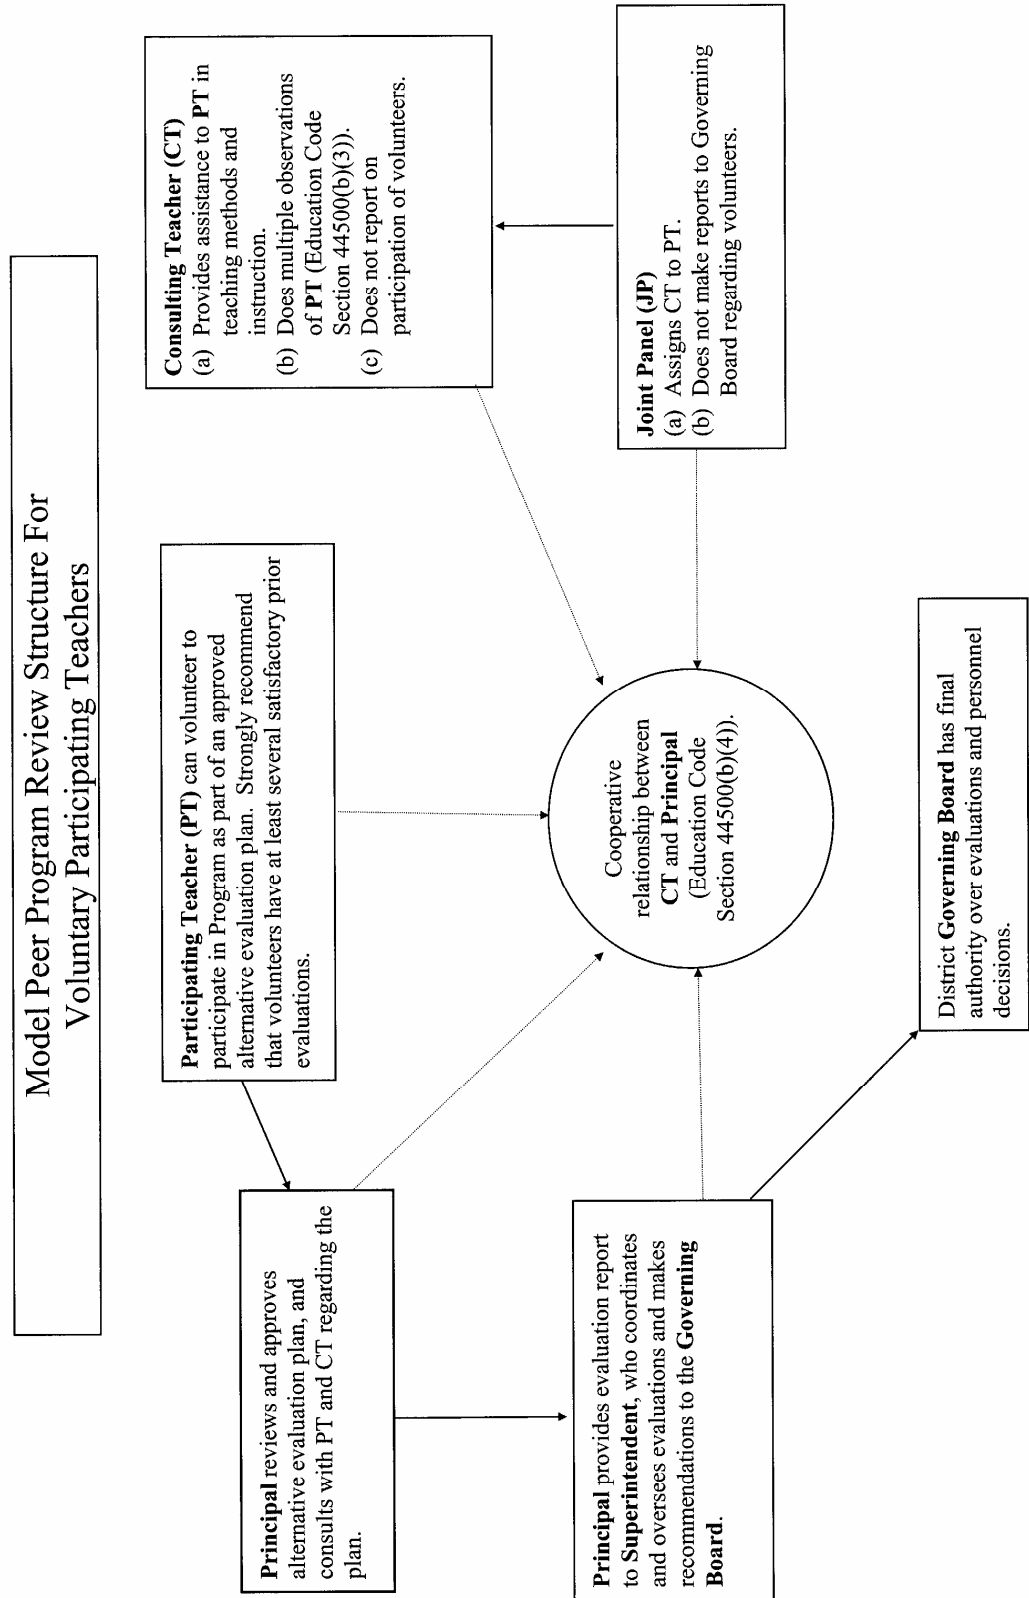 Model Peer Program Review Structure For
Voluntary Participating Teachers
Principal reviews and approves
alternative evaluation plan, and
consults with PT and CT regarding the
plan.
Participating Teacher (PT) can volunteer to
participate in Program as part of an approved
alternative evaluation plan. Strongly recommend
that volunteers have at least several satisfactory prior
evaluations.
Consulting Teacher (CT)
(a) Provides assistance to PT in
teaching methods and
instruction.
(b) Does multiple observations
of PT (Education Code
Section 44500(b)(3)).
(c) Does not report on
participation of volunteers.
Principal provides evaluation report
to Superintendent, who coordinates
and oversees evaluations and makes
recommendations to the Governing
Board.
Cooperative
relationship between
CT and Principal
(Education Code
Section 44500(b)(4)).
Joint Panel (JP)
(a) Assigns CT to PT.
(b) Does not make reports to Governing
Board regarding volunteers.
District Governing Board has final
authority over evaluations and personnel
decisions.